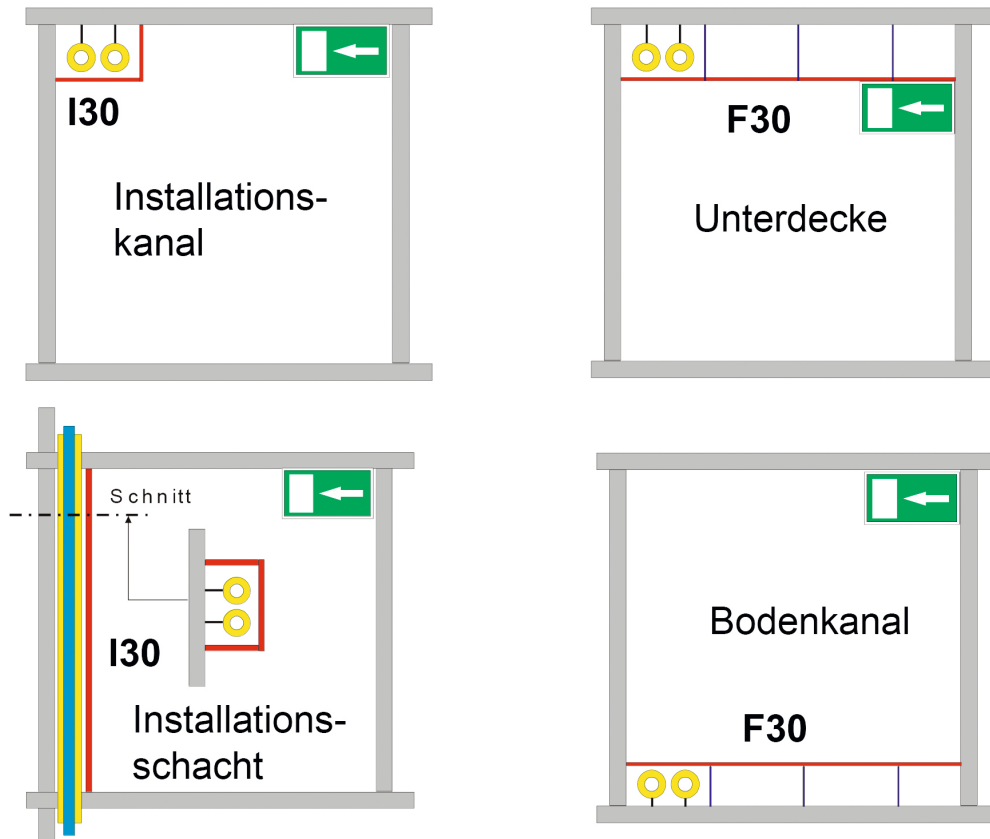 I30
Installations-
kanal
F30
Unterdecke
Schnitt
I30
Installations-
schacht
Bodenkanal
F30